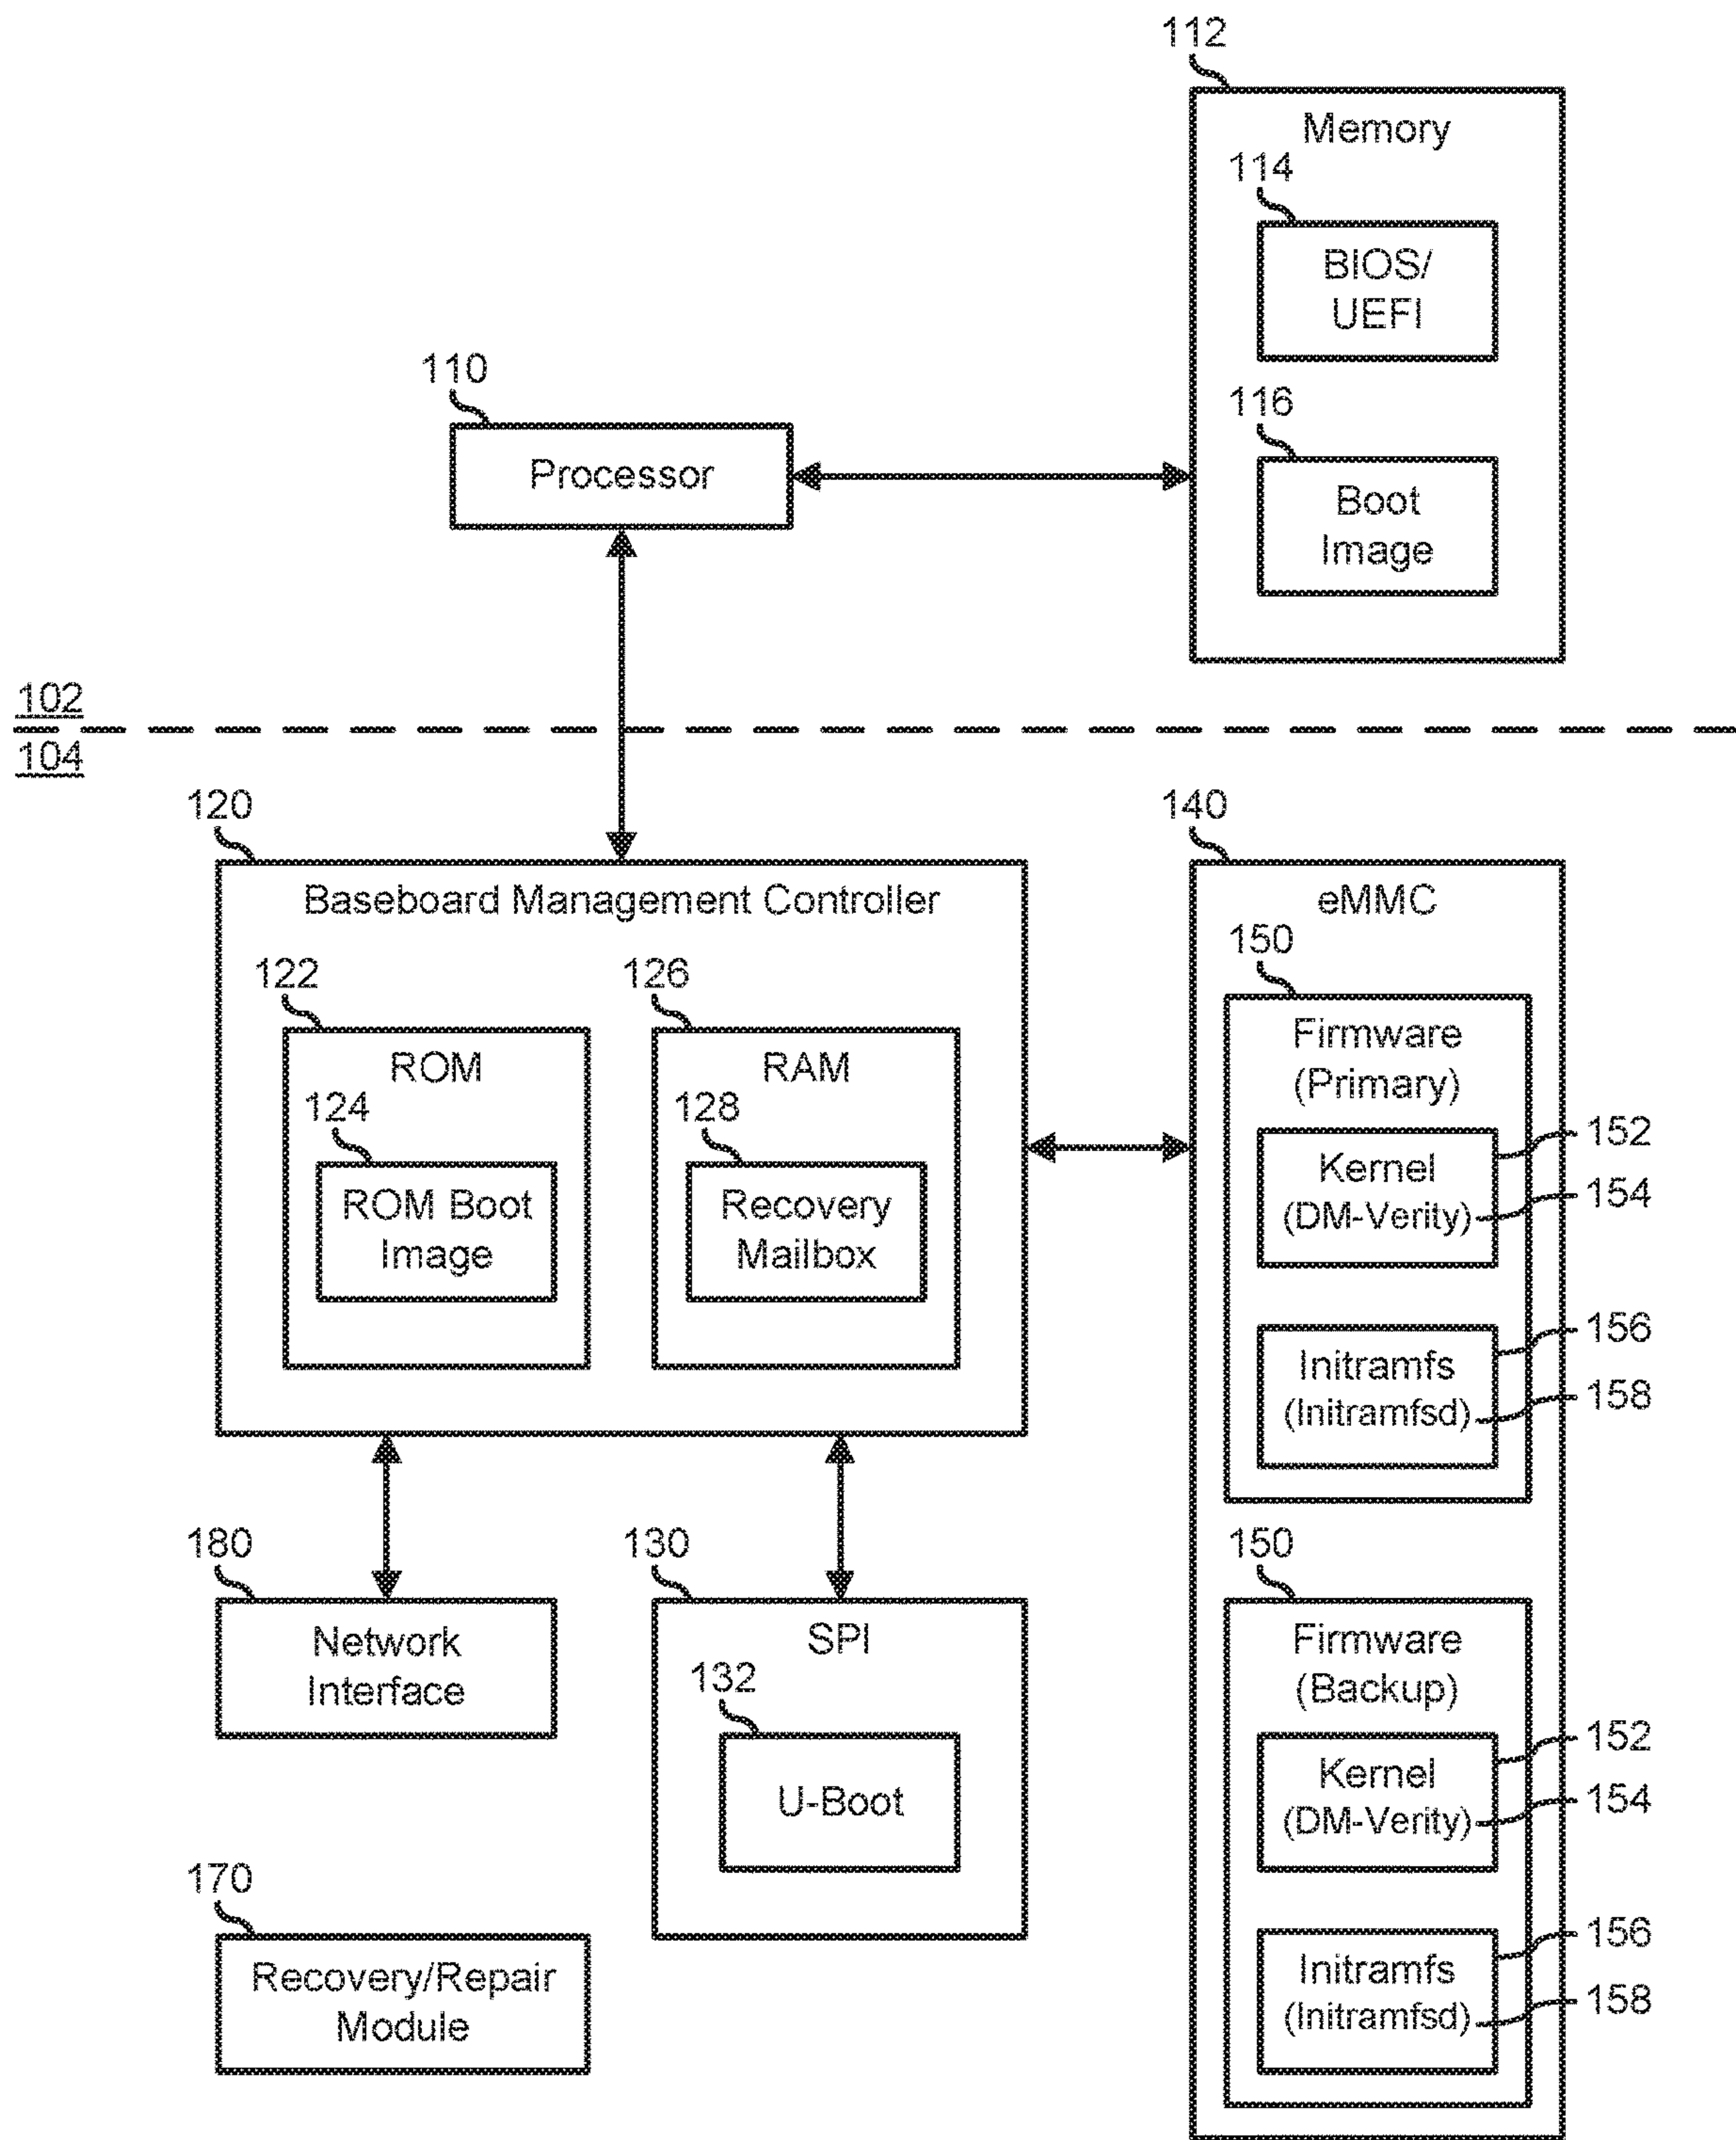 112
Memory
114
BIOS/
UEFI
110
Processor
116
Boot
Image
102
104
120
Baseboard Management Controller
122
ROM
124
ROM Boot
Image
126
RAM
128
Recovery
Mailbox
140
eMMC
150
Firmware
(Primary)
Kernel
(DM-Verity)
152
154
Initramfs
(Initramfsd)
156
158
180
Network
Interface
130
SPI
132
U-Boot
150
Firmware
(Backup)
Kernel
(DM-Verity)
152
154
Initramfs
(Initramfsd)
156
158
170
Recovery/Repair
Module